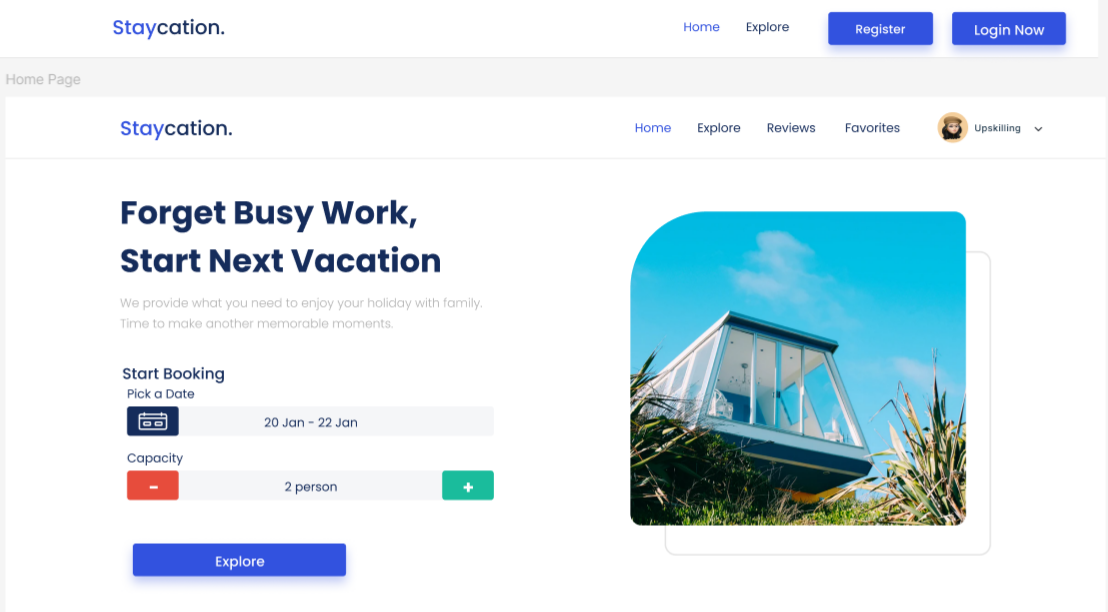 Staycation.
Home Explore Register Login Now
Home Page
Staycation.
Home Explore Reviews Favorites Upskilling
Forget Busy Work,
Start Next Vacation
We provide what you need to enjoy your holiday with family.
Time to make another memorable moments.
Start Booking
Pick a Date
20 Jan - 22 Jan
Capacity
- 2 person +
Explore